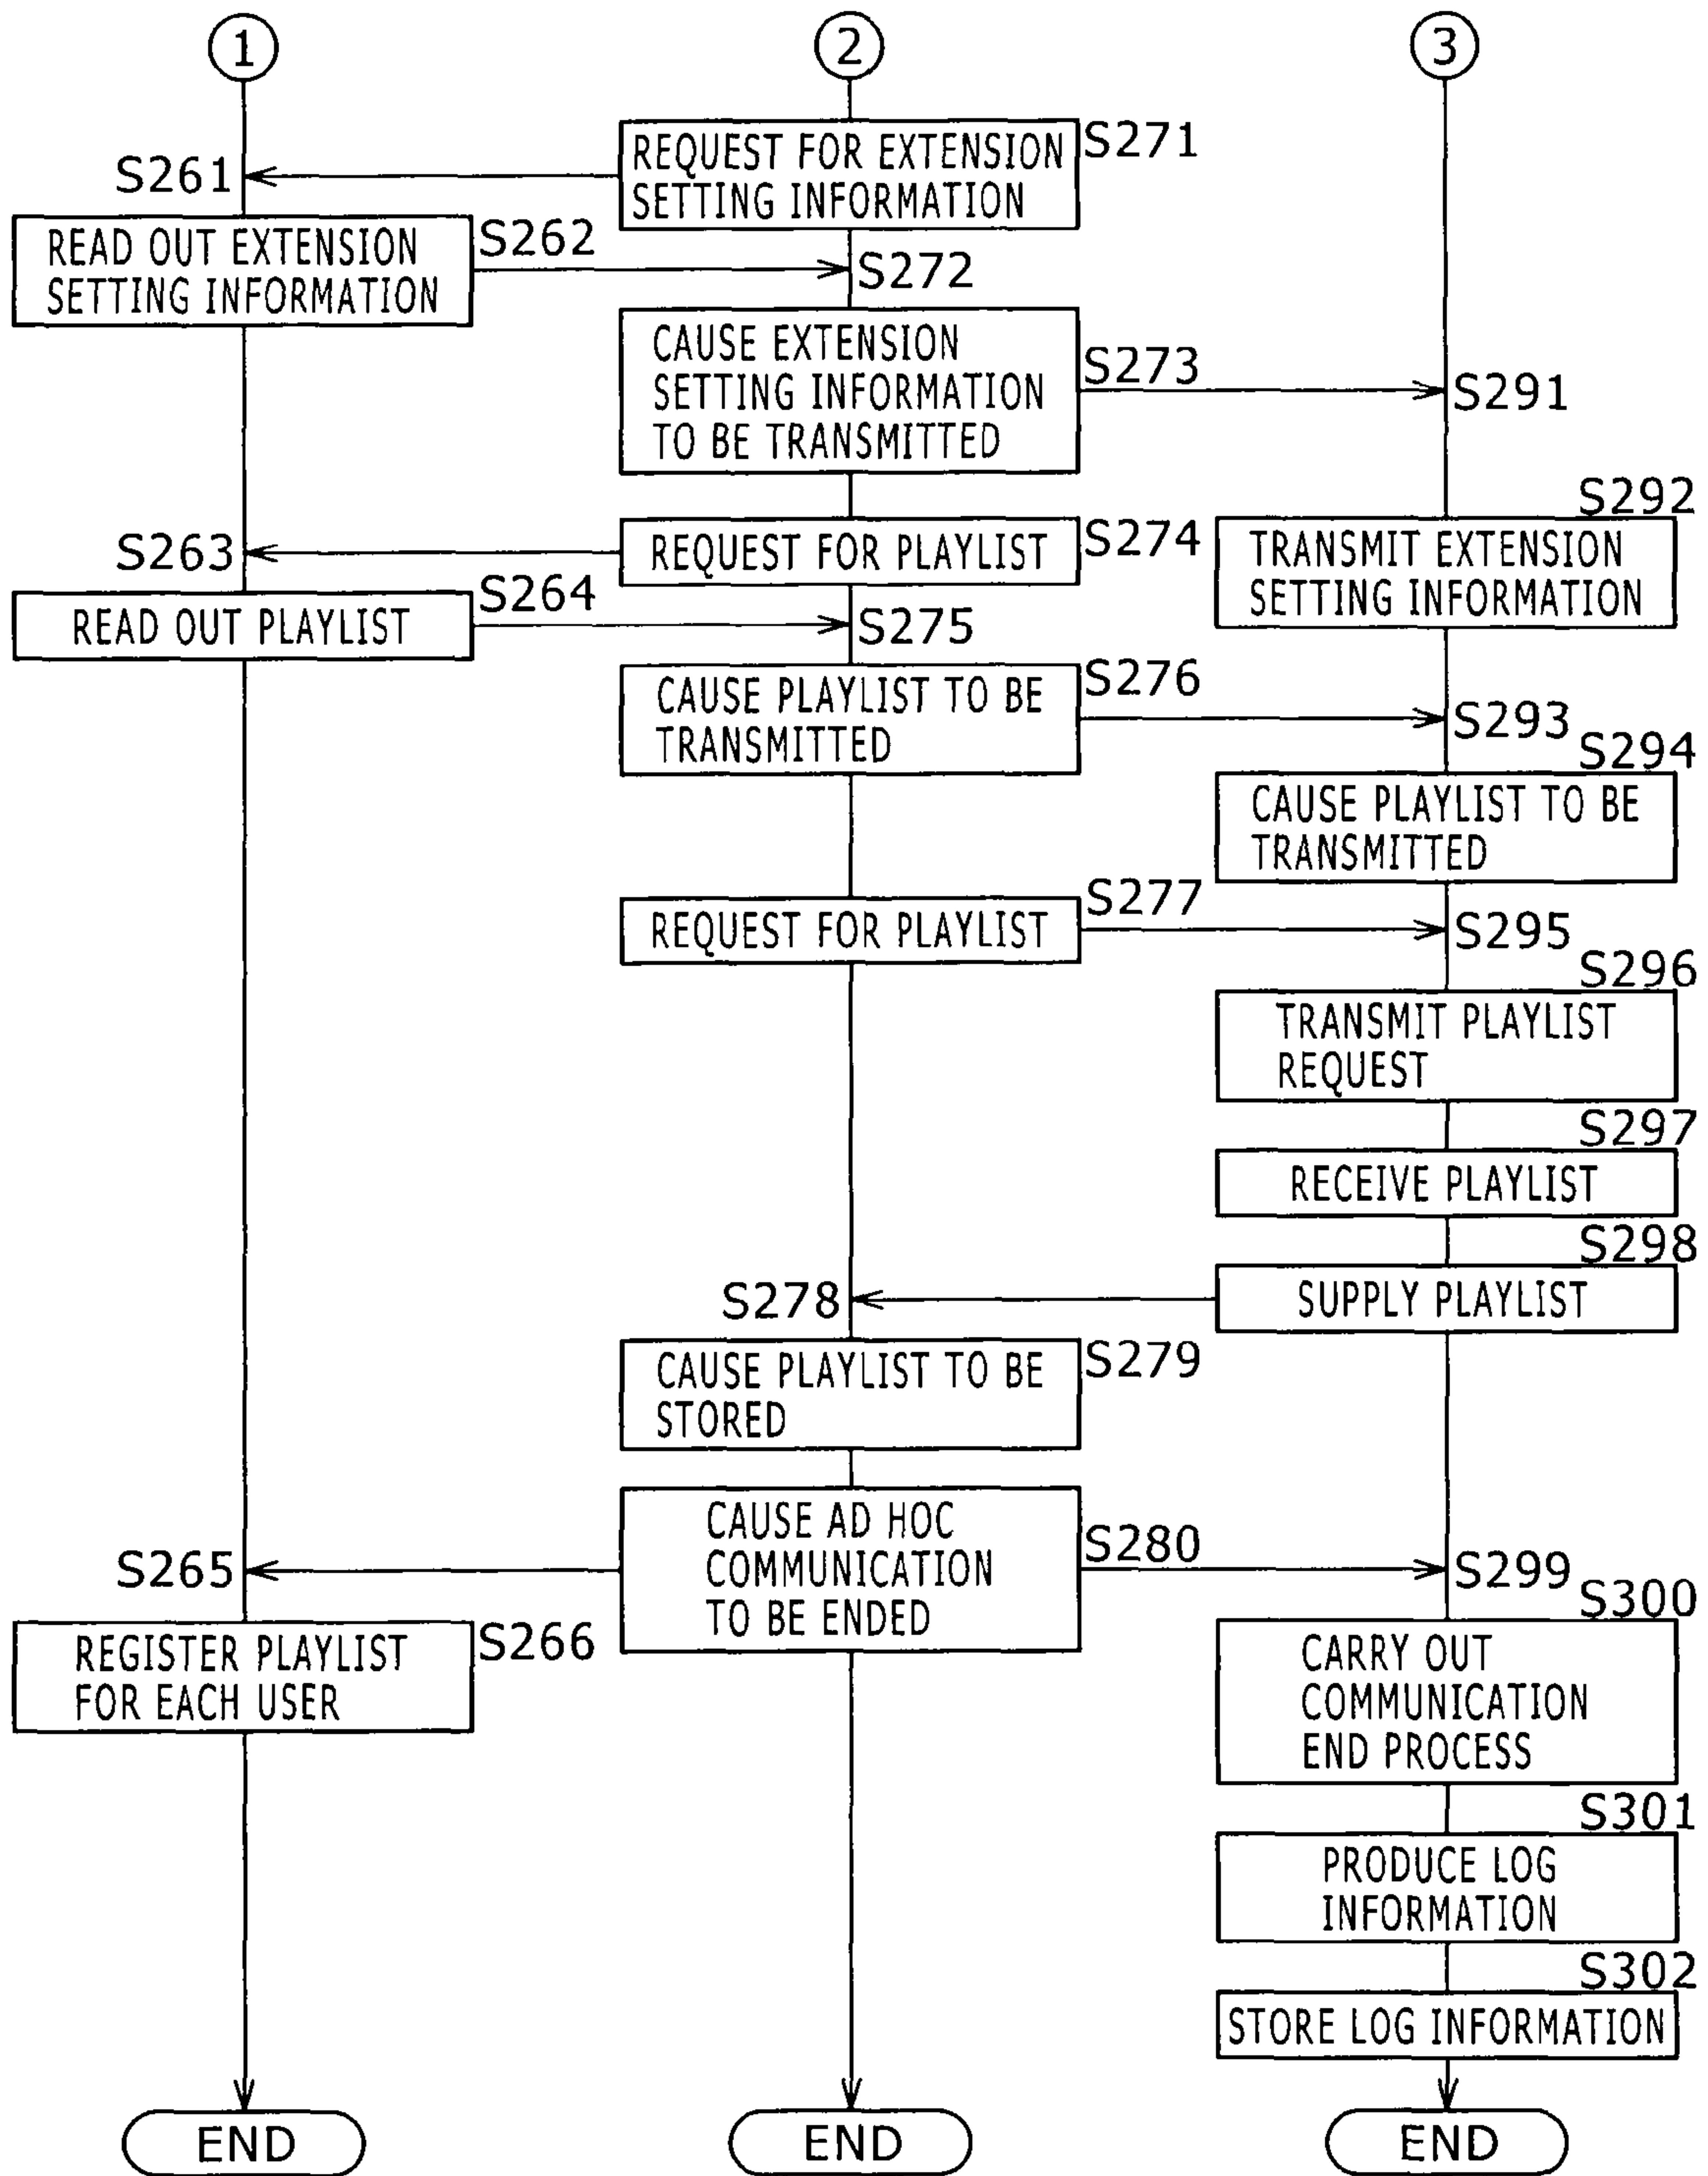 1
2
3
REQUEST FOR EXTENSION
SETTING INFORMATION
S271
S261
READ OUT EXTENSION
SETTING INFORMATION
S262
S272
CAUSE EXTENSION
SETTING INFORMATION
TO BE TRANSMITTED
S273
S291
S292
TRANSMIT EXTENSION
SETTING INFORMATION
S263
REQUEST FOR PLAYLIST
S274
READ OUT PLAYLIST
S264
S275
CAUSE PLAYLIST TO BE
TRANSMITTED
S276
S293
S294
CAUSE PLAYLIST TO BE
TRANSMITTED
REQUEST FOR PLAYLIST
S277
S295
S296
TRANSMIT PLAYLIST
REQUEST
S297
RECEIVE PLAYLIST
S298
SUPPLY PLAYLIST
S278
CAUSE PLAYLIST TO BE
STORED
S279
CAUSE AD HOC
COMMUNICATION
TO BE ENDED
S280
S265
S299
S300
REGISTER PLAYLIST
FOR EACH USER
S266
CARRY OUT
COMMUNICATION
END PROCESS
S301
PRODUCE LOG
INFORMATION
S302
STORE LOG INFORMATION
END
END
END